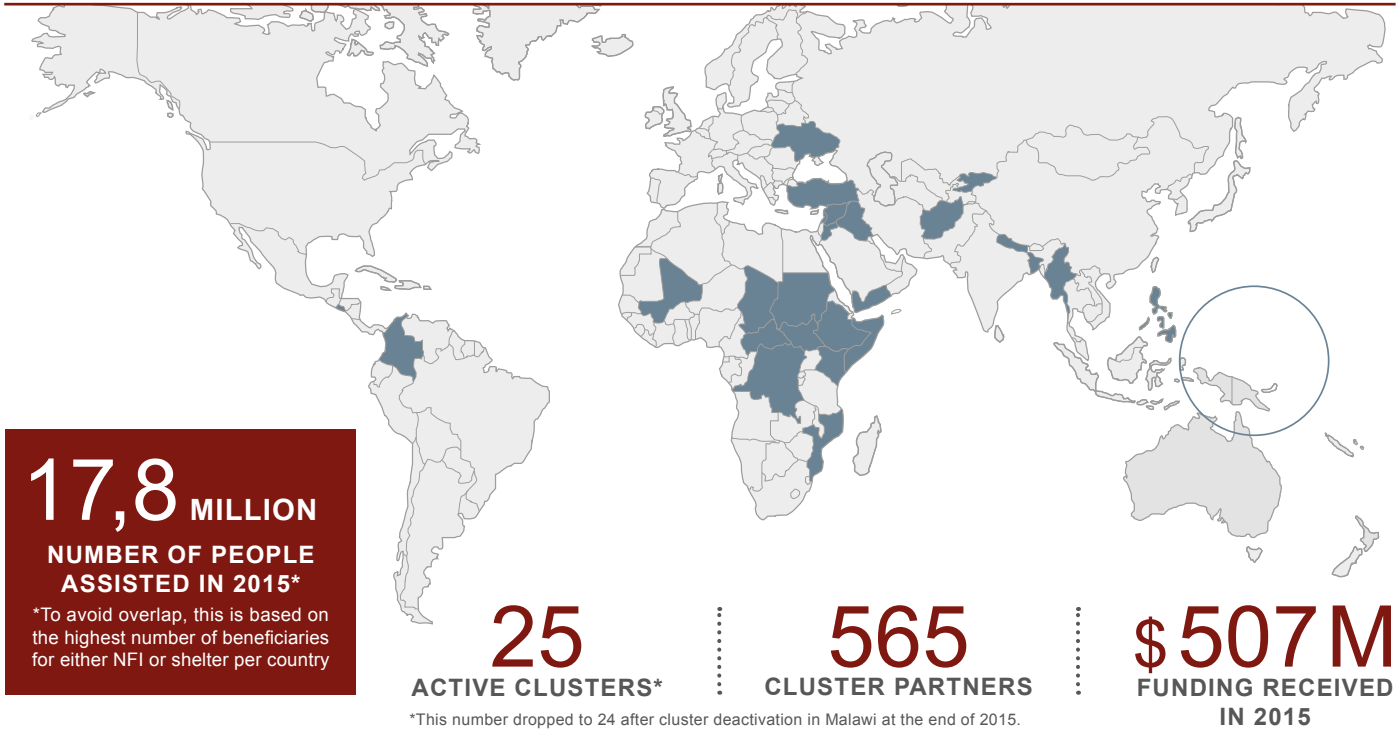 17,8 MILLION
NUMBER OF PEOPLE
ASSISTED IN 2015*
*To avoid overlap, this is based on
the highest number of beneficiaries
for either NFI or shelter per country
25
ACTIVE CLUSTERS*
565
CLUSTER PARTNERS
$ 507 M
FUNDING RECEIVED
IN 2015
*This number dropped to 24 after cluster deactivation in Malawi at the end of 2015.